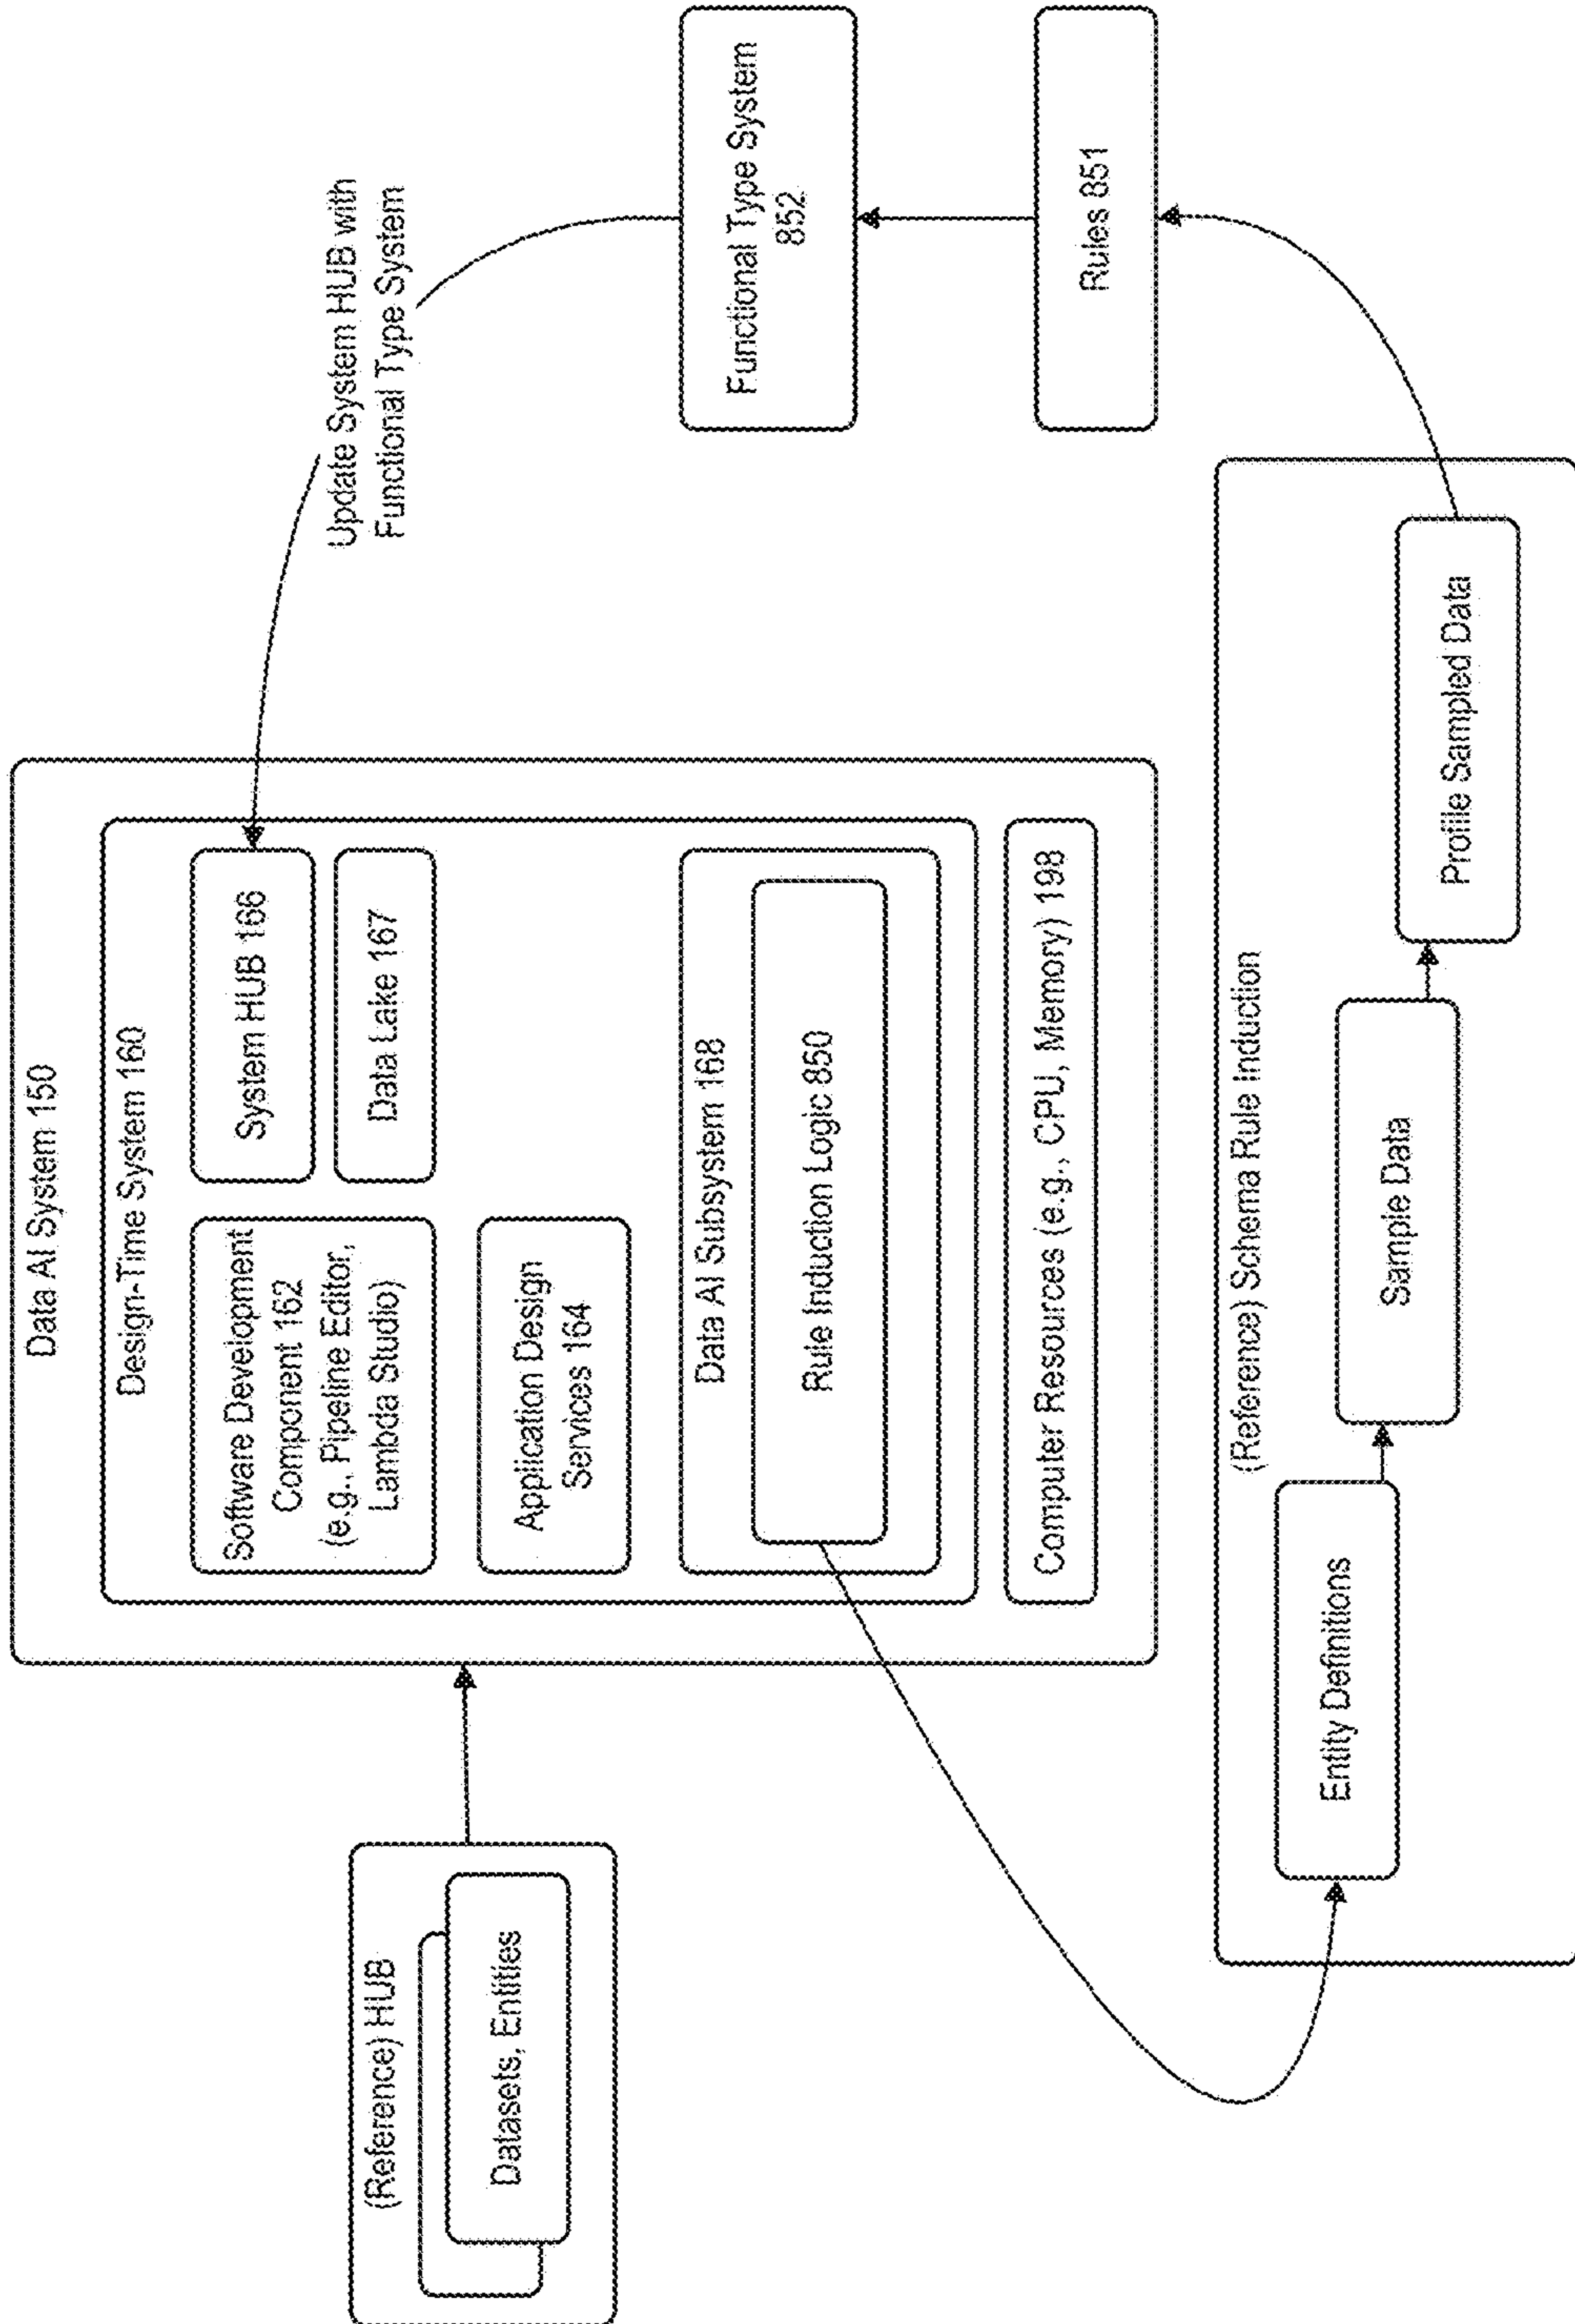 (Reference) HUB
Datasets, Entities
Data AI System 150
Design-Time System 160
Software Development
Component 162
(e.g., Pipeline Editor,
Lambda Studio)
System HUB 166
Data Lake 167
Application Design
Services 164
Data AI Subsystem 168
Rule Induction Logic 850
Computer Resources (e.g., CPU, Memory) 198
Update System HUB with
Functional Type System
Functional Type System
852
Rules 851
(Reference) Schema Rule Induction
Entity Definitions
Sample Data
Profile Sampled Data